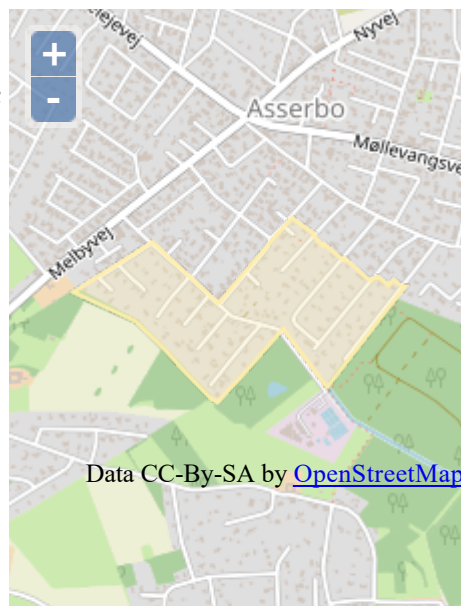 Nyvej
+
-
Asserbo
Møllevangsve
Melbyvej
Data CC-By-SA by OpenStreetMap